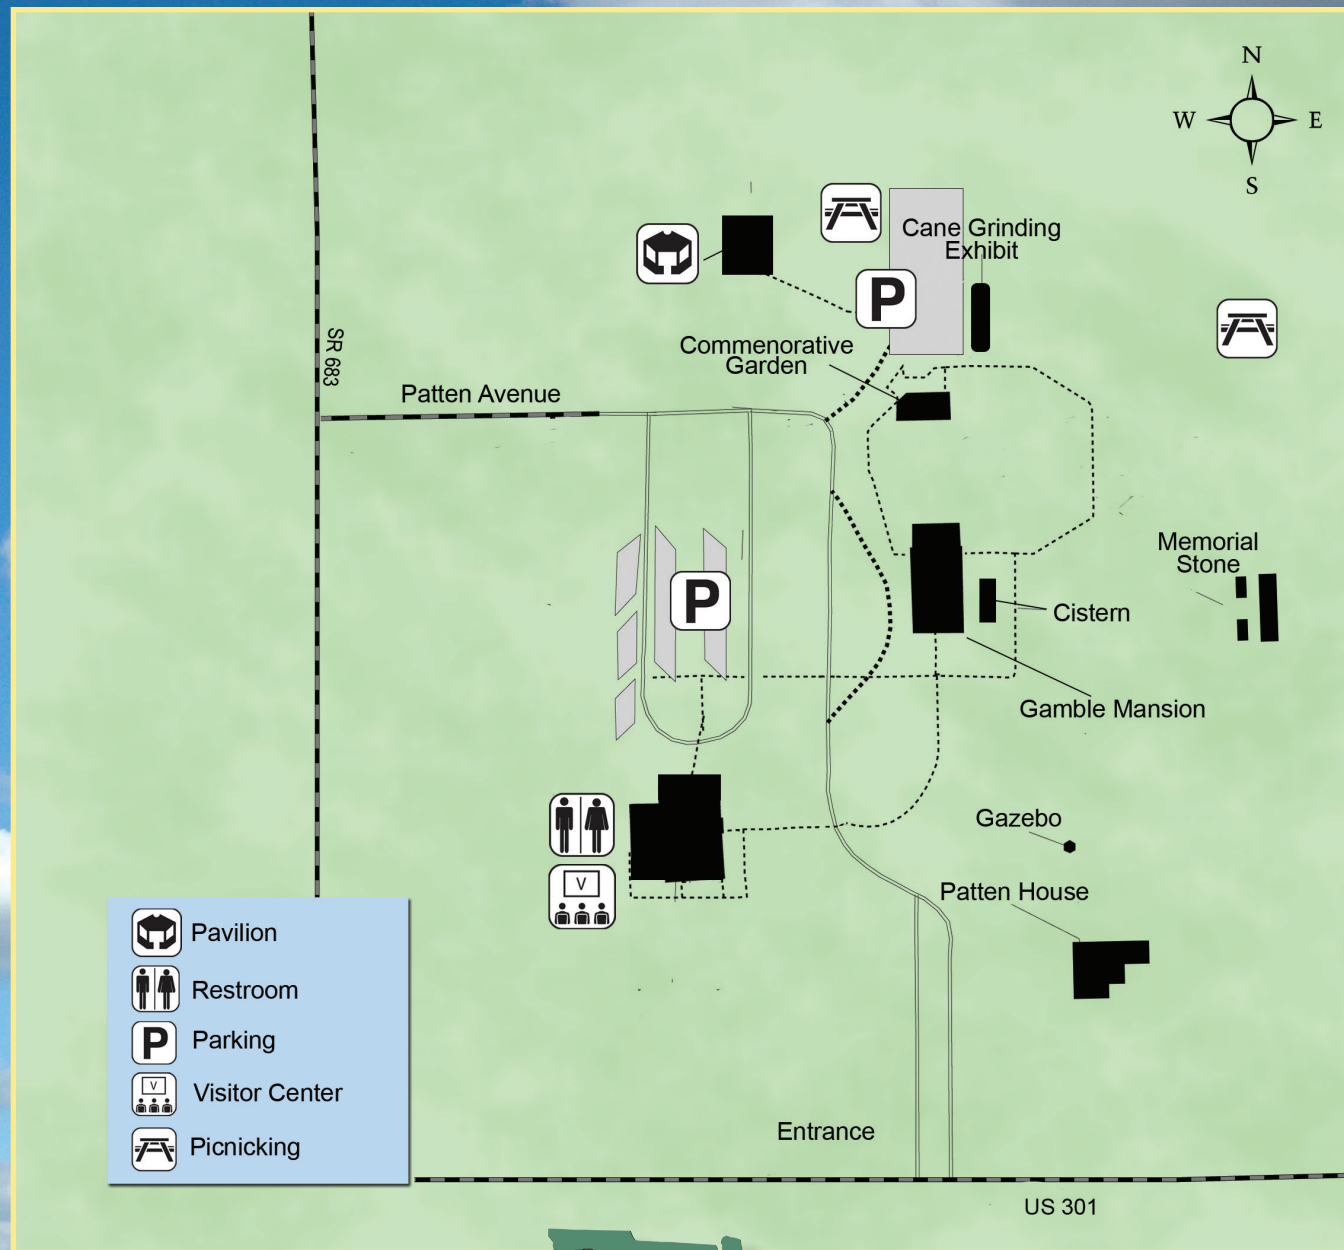 N
W
E
S
Cane Grinding
Exhibit
P
Commenorative
Garden
SR 683
Patten Avenue
Memorial
Stone
P
Cistern
Gamble Mansion
Gazebo
V
Patten House
Pavilion
Restroom
P Parking
V Visitor Center
Picnicking
Entrance
US 301